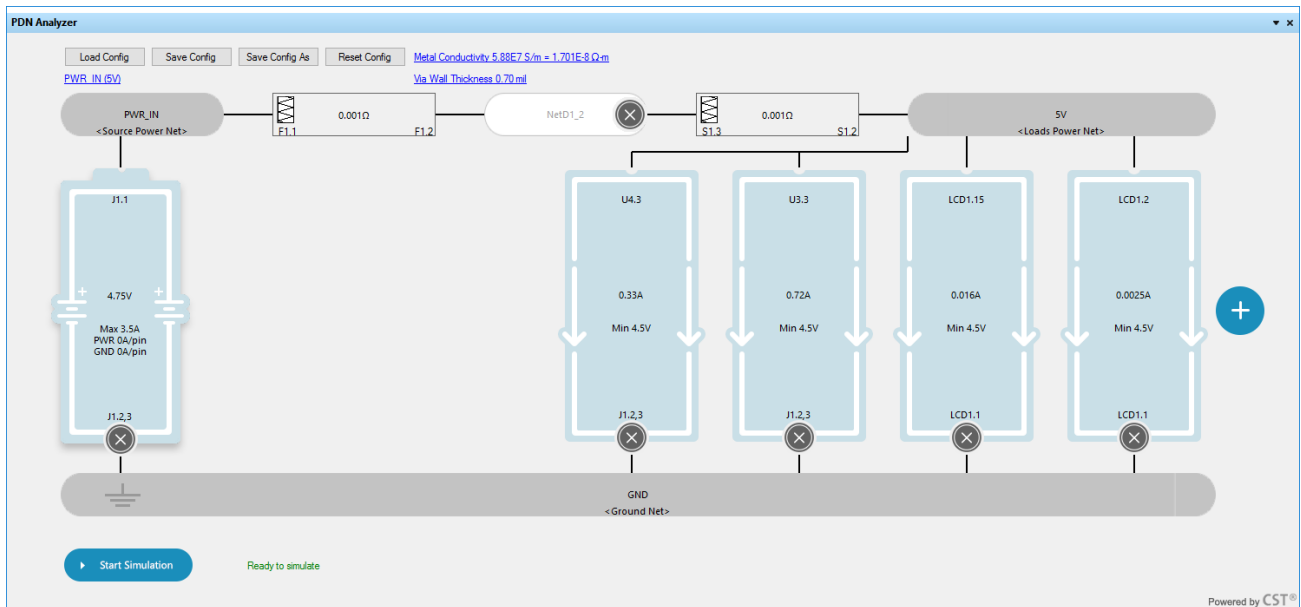 PDN Analyzer
Load Config
Save Config
Save Config As
Reset Config
Metal Conductivity 5.88E7 S/m = 1.701E-8 Ω-m
PWR_IN (5V)
Via Wall Thickness 0.70 mil
PWR_IN
<Source Power Net>
0.001Ω
F1.1
F1.2
NetD1_2
0.001Ω
S1.3
S1.2
5V
<Loads Power Net>
J1.1
4.75V
Max 3.5A
PWR 0A/pin
GND 0A/pin
J1.2,3
U4.3
0.33A
Min 4.5V
J1.2,3
U3.3
0.72A
Min 4.5V
J1.2,3
LCD1.15
0.016A
Min 4.5V
LCD1.1
LCD1.2
0.0025A
Min 4.5V
LCD1.1
GND
<Ground Net>
Start Simulation
Ready to simulate
Powered by CST®